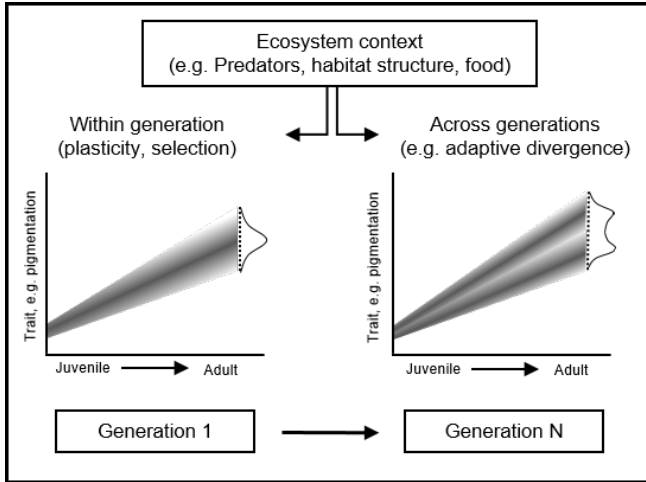 Ecosystem context
(e.g. Predators, habitat structure, food)
Within generation
(plasticity, selection)
Across generations
(e.g. adaptive divergence)
Trait, e.g. pigmentation
Juvenile
Adult
Trait, e.g. pigmentation
Juvenile
Adult
Generation 1
Generation N